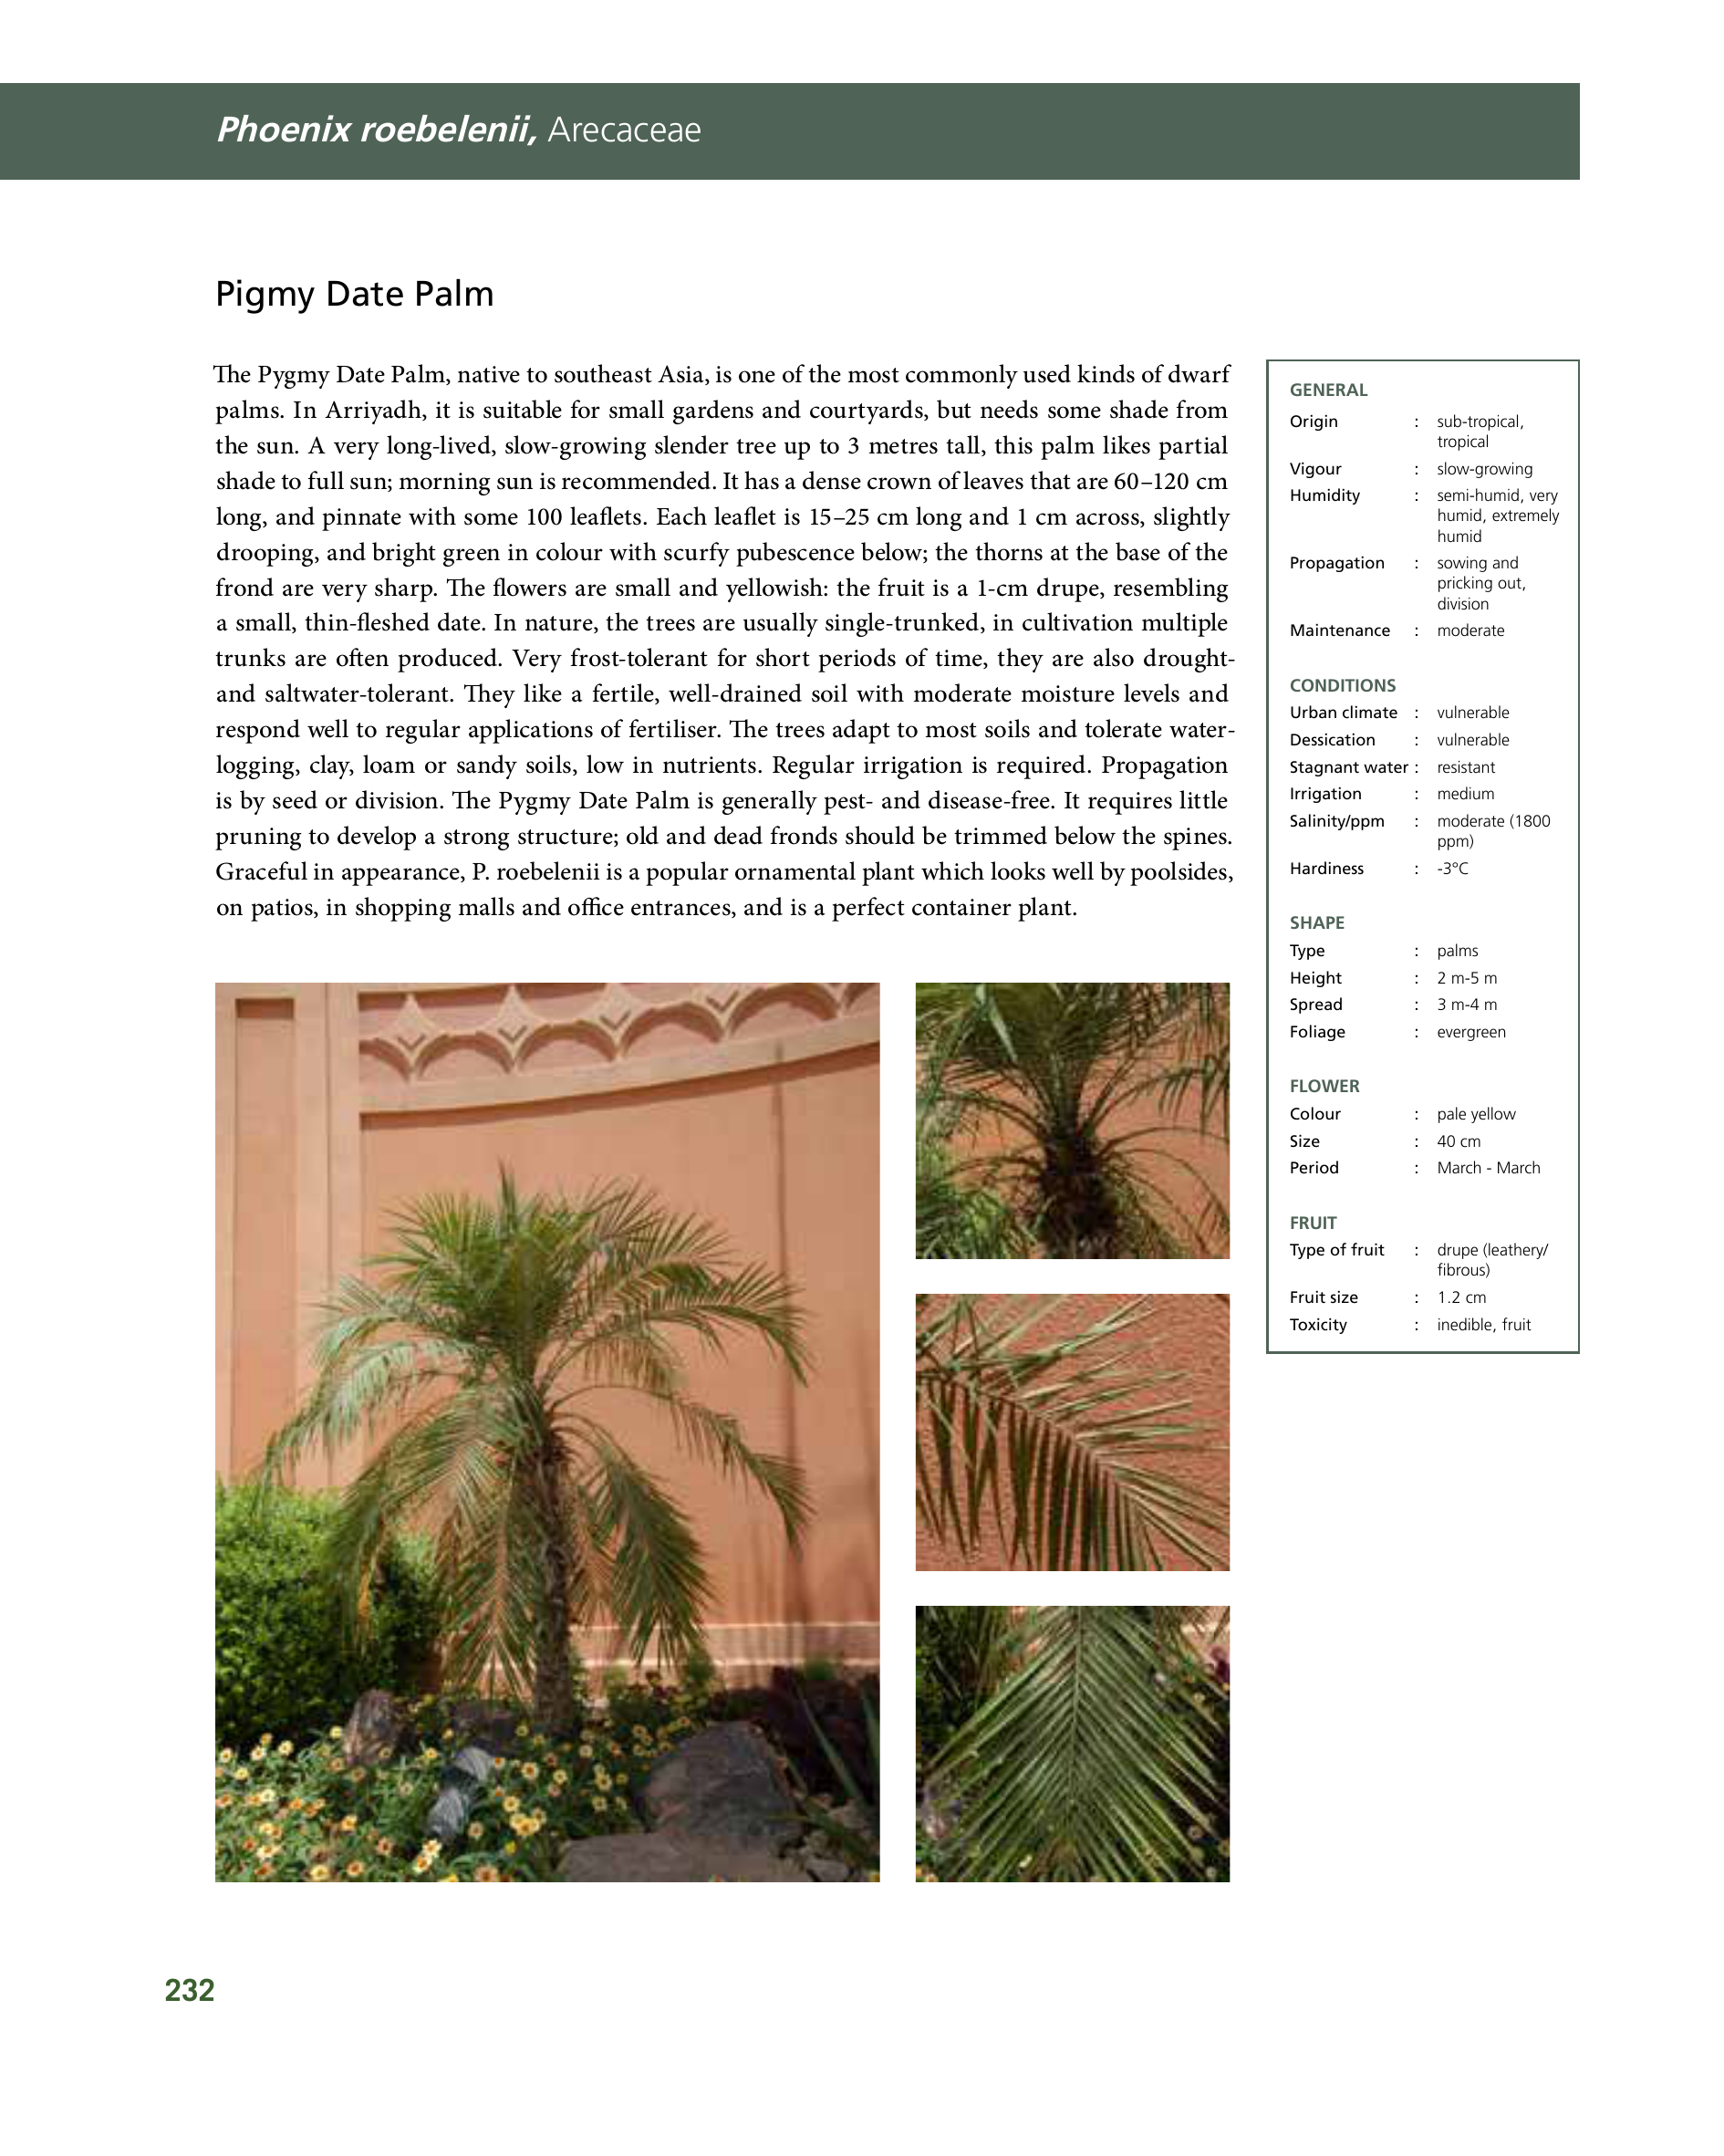 Phoenix roebelenii, Arecaceae
Pigmy Date Palm
The Pygmy Date Palm, native to southeast Asia, is one of the most commonly used kinds of dwarf
palms. In Arriyadh, it is suitable for small gardens and courtyards, but needs some shade from
the sun. A very long-lived, slow-growing slender tree up to 3 metres tall, this palm likes partial
shade to full sun; morning sun is recommended. It has a dense crown of leaves that are 60–120 cm
long, and pinnate with some 100 leaflets. Each leaflet is 15–25 cm long and 1 cm across, slightly
drooping, and bright green in colour with scurfy pubescence below; the thorns at the base of the
frond are very sharp. The flowers are small and yellowish: the fruit is a 1-cm drupe, resembling
a small, thin-fleshed date. In nature, the trees are usually single-trunked, in cultivation multiple
trunks are often produced. Very frost-tolerant for short periods of time, they are also drought-
and saltwater-tolerant. They like a fertile, well-drained soil with moderate moisture levels and
respond well to regular applications of fertiliser. The trees adapt to most soils and tolerate water-
logging, clay, loam or sandy soils, low in nutrients. Regular irrigation is required. Propagation
is by seed or division. The Pygmy Date Palm is generally pest- and disease-free. It requires little
pruning to develop a strong structure; old and dead fronds should be trimmed below the spines.
Graceful in appearance, P. roebelenii is a popular ornamental plant which looks well by poolsides,
on patios, in shopping malls and office entrances, and is a perfect container plant.
GENERAL
Origin : sub-tropical,
tropical
Vigour : slow-growing
Humidity : semi-humid, very
humid, extremely
humid
Propagation : sowing and
pricking out,
division
Maintenance : moderate
CONDITIONS
Urban climate : vulnerable
Dessication : vulnerable
Stagnant water : resistant
Irrigation : medium
Salinity/ppm : moderate (1800
ppm)
Hardiness : -3°C
SHAPE
Type : palms
Height : 2 m-5 m
Spread : 3 m-4 m
Foliage : evergreen
FLOWER
Colour : pale yellow
Size : 40 cm
Period : March - March
FRUIT
Type of fruit : drupe (leathery/
fibrous)
Fruit size : 1.2 cm
Toxicity : inedible, fruit
232